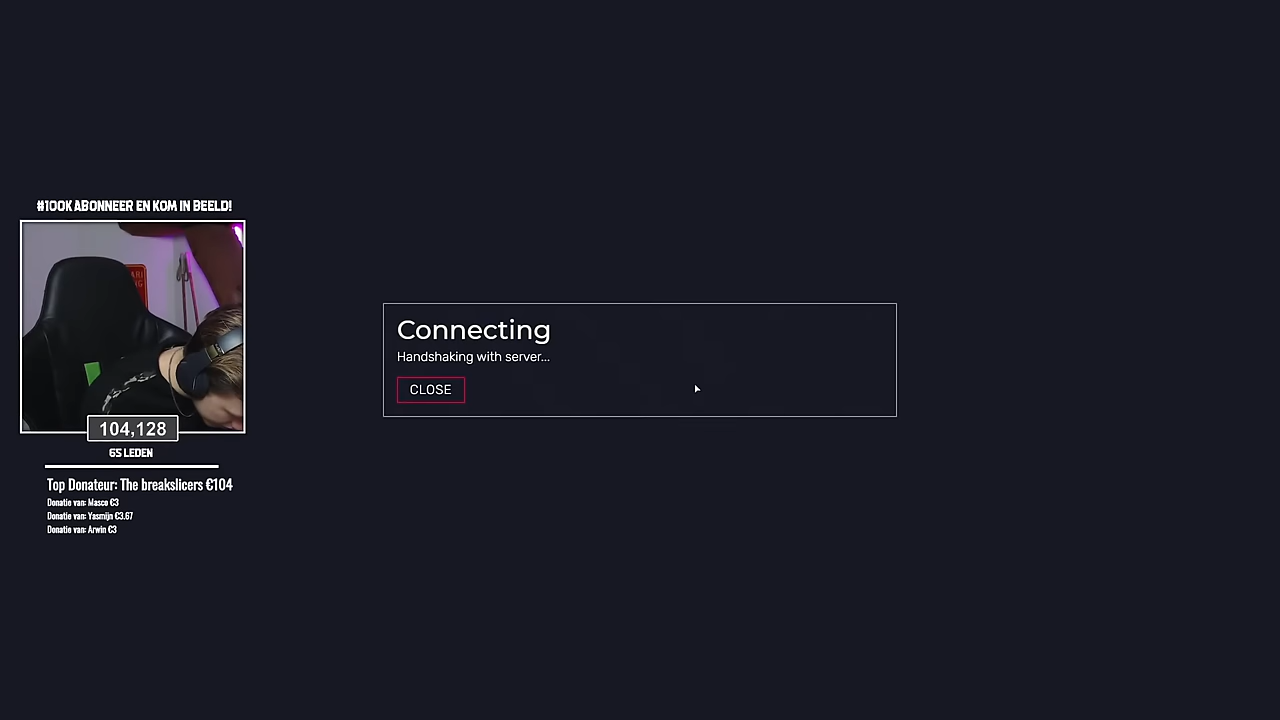 #100K ABONNEER EN KOM IN BEELD!
104,128
65 LEDEN
Top Donateur: The breakslicers €104
Donatie van: Masco €3
Donatie van: Yasmijn €3.67
Donatie van: Arwin €3
Connecting
Handshaking with server...
CLOSE